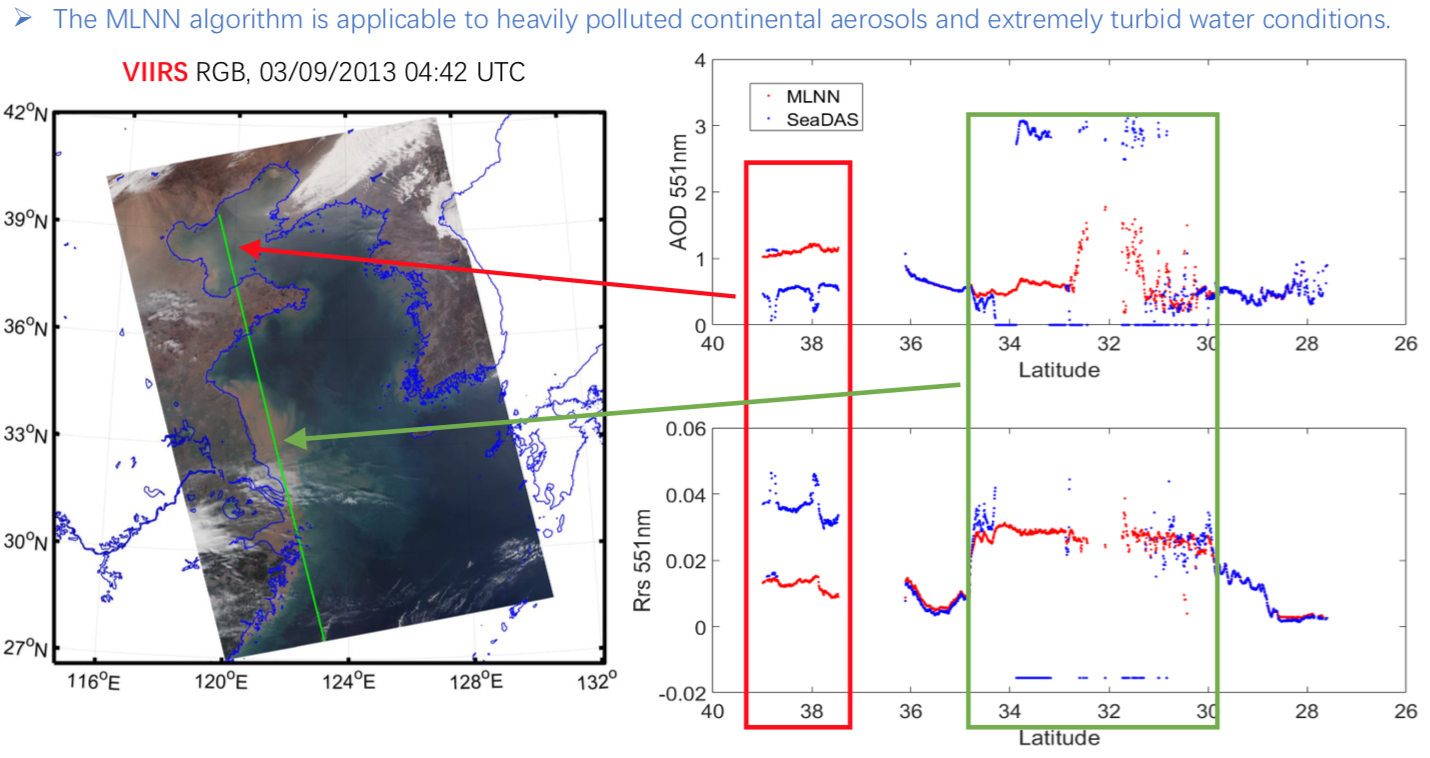 ➢ The MLNN algorithm is applicable to heavily polluted continental aerosols and extremely turbid water conditions.
VIIRS RGB, 03/09/2013 04:42 UTC
42°N
39°N
36°N
33°N
30°N
27°N
116°E
120°E
124°E
128°E
132°
AOD 551nm
4
3
2
1
0
MLNN
SeaDAS
40
38
36
34
32
30
28
26
Latitude
Rrs 551nm
0.06
0.04
0.02
0
-0.02
40
38
36
34
32
30
28
26
Latitude